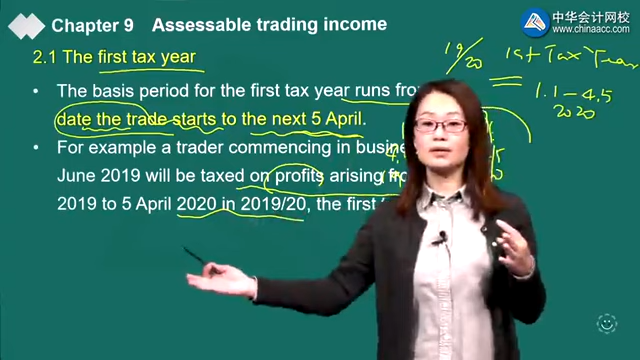 Chapter 9 Assessable trading income
中华会计网校
www.chinaacc.com
2.1 The first tax year
19/20 1st Tax Year
• The basis period for the first tax year runs from
1.1 - 4.5
2020
date the trade starts to the next 5 April.
• For example a trader commencing in
June 2019 will be taxed on profits arising
2019 to 5 April 2020 in 2019/20, the first